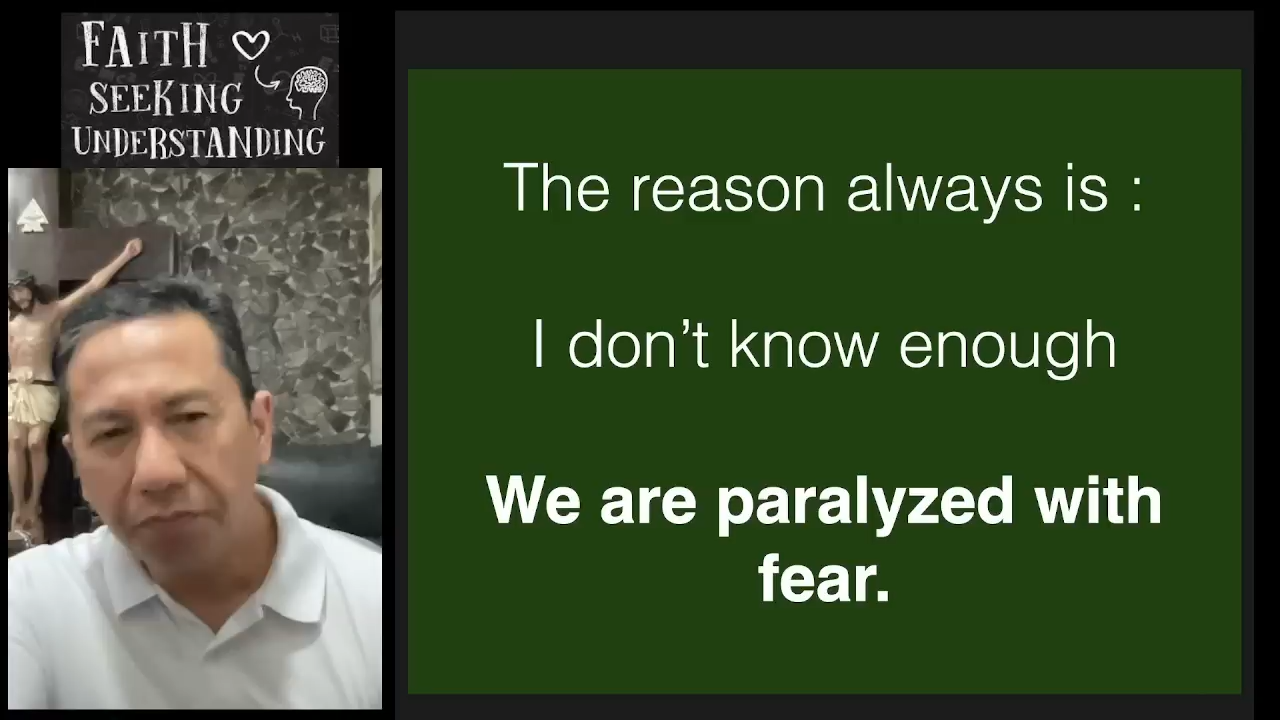 FAITH
SEEKING
UNDERSTANDING
The reason always is :
I don’t know enough
We are paralyzed with
fear.